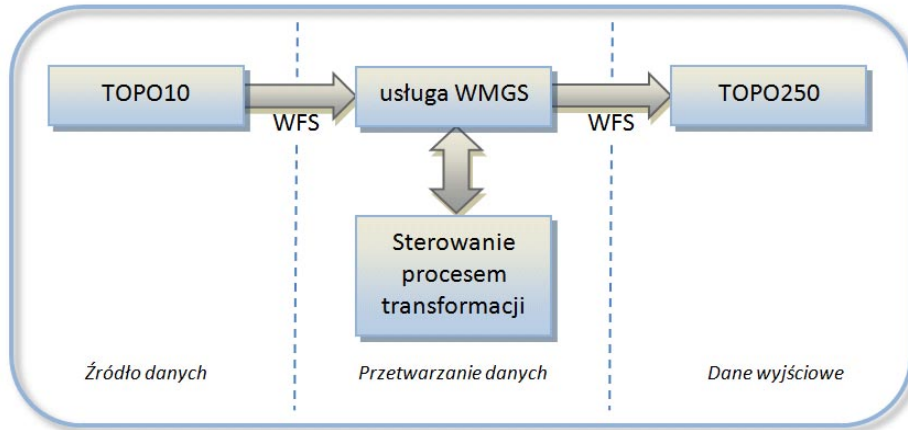 TOPO10
WFS
usługa WMGS
WFS
TOPO250
Sterowanie
procesem
transformacji
Źródło danych
Przetwarzanie danych
Dane wyjściowe